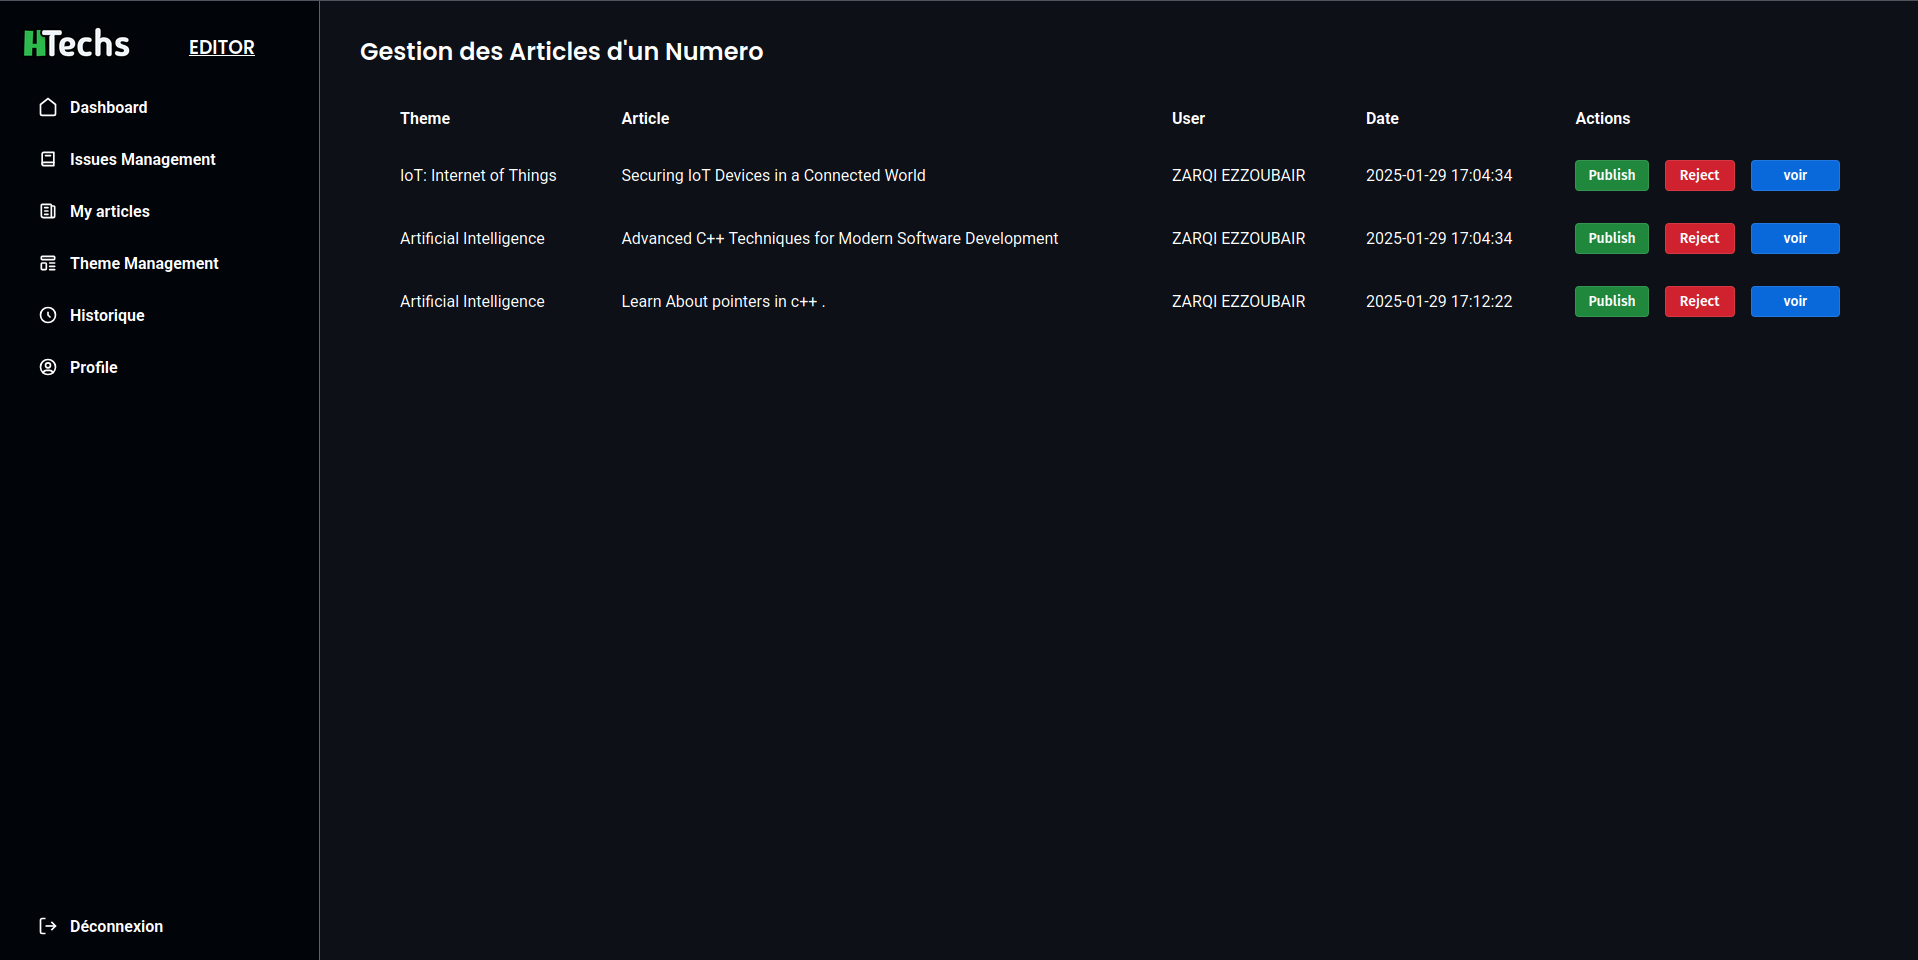 HTechs EDITOR
Dashboard
Issues Management
My articles
Theme Management
Historique
Profile
Déconnexion
Gestion des Articles d'un Numero
Theme Article User Date Actions
IoT: Internet of Things Securing IoT Devices in a Connected World ZARQI EZZOUBAIR 2025-01-29 17:04:34 Publish Reject voir
Artificial Intelligence Advanced C++ Techniques for Modern Software Development ZARQI EZZOUBAIR 2025-01-29 17:04:34 Publish Reject voir
Artificial Intelligence Learn About pointers in c++ . ZARQI EZZOUBAIR 2025-01-29 17:12:22 Publish Reject voir